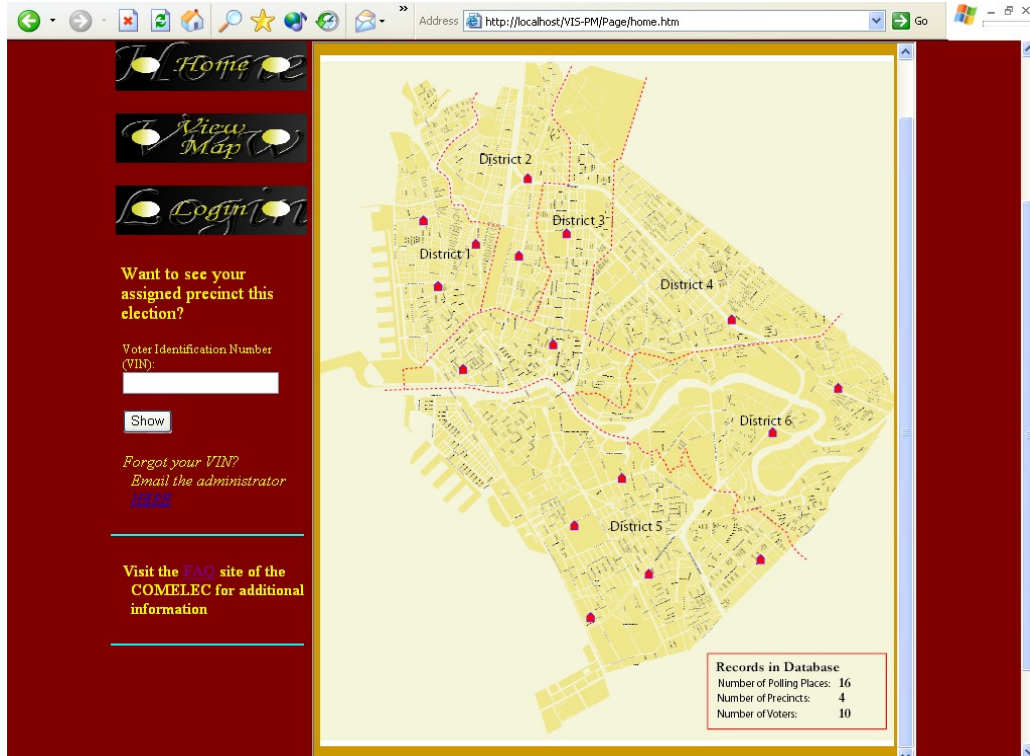 »
Address http://localhost/VIS-PM/Page/home.htm Go
Home
View
Map
Login
Want to see your
assigned precinct this
election?
Voter Identification Number
(VIN):
Show
Forgot your VIN?
Email the administrator
HERE
Visit the FAQ site of the
COMELEC for additional
information
District 2
District 3
District 1
District 4
District 6
District 5
Records in Database
Number of Polling Places: 16
Number of Precincts: 4
Number of Voters: 10